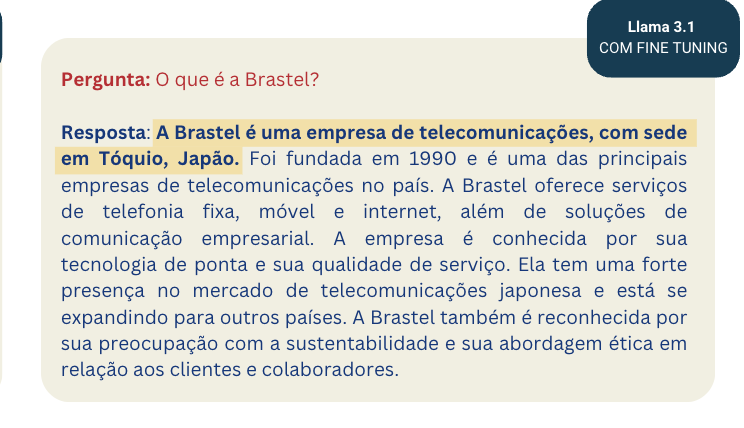 Llama 3.1
COM FINE TUNING
Pergunta: O que é a Brastel?
Resposta: A Brastel é uma empresa de telecomunicações, com sede
em Tóquio, Japão. Foi fundada em 1990 e é uma das principais
empresas de telecomunicações no país. A Brastel oferece serviços
de telefonia fixa, móvel e internet, além de soluções de
comunicação empresarial. A empresa é conhecida por sua
tecnologia de ponta e sua qualidade de serviço. Ela tem uma forte
presença no mercado de telecomunicações japonesa e está se
expandindo para outros países. A Brastel também é reconhecida por
sua preocupação com a sustentabilidade e sua abordagem ética em
relação aos clientes e colaboradores.